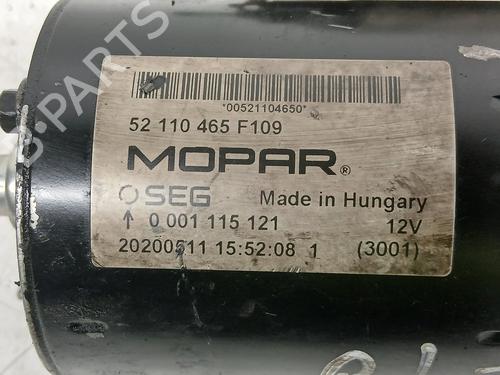 B-PARTS
*00521104650*
52 110 465 F109
MOPAR®
SEG Made in Hungary
0 001 115 121 12V
20200511 15:52:08 1 (3001)